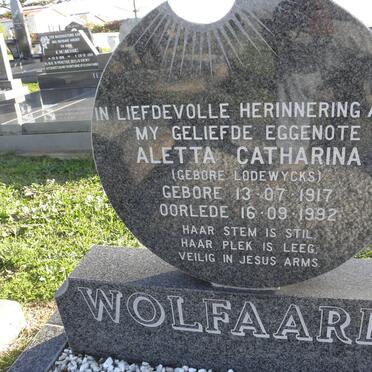 IN LIEFDEVOLLE HERINNERING A
MY GELIEFDE EGGENOTE
ALETTA CATHARINA
(GEBORE LODEWYCKS)
GEBORE 13-07-1917
OORLEDE 16-09-1992
HAAR STEM IS STIL
HAAR PLEK IS LEEG
VEILIG IN JESUS ARMS.
WOLFAARD